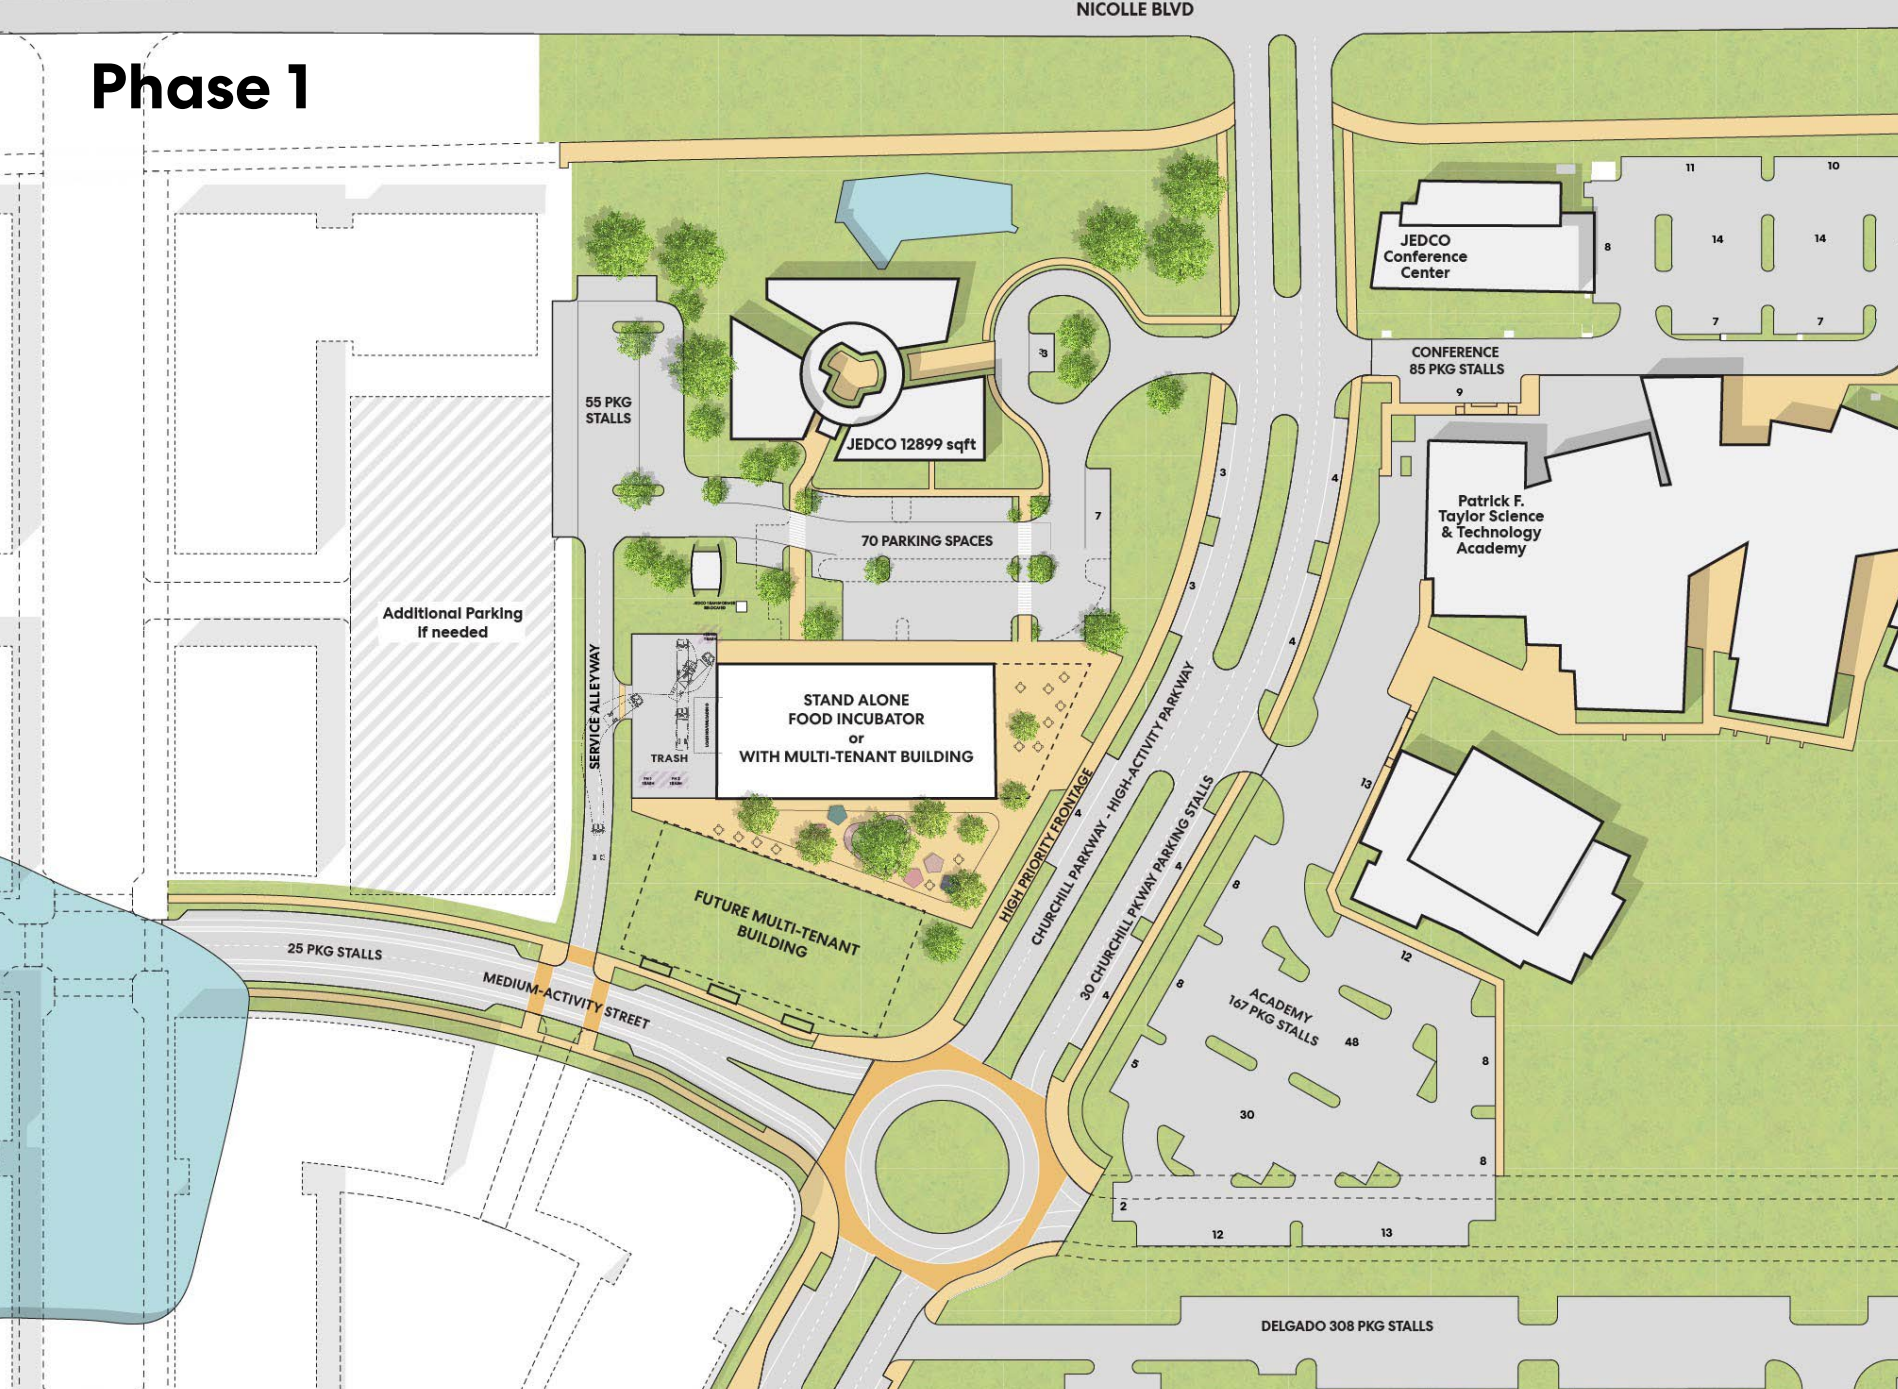 NICOLLE BLVD
Phase 1
11
10
JEDCO
Conference
Center
8
14
14
7
7
CONFERENCE
85 PKG STALLS
9
3
55 PKG
STALLS
JEDCO 12899 sqft
3
4
7
70 PARKING SPACES
Patrick F.
Taylor Science
& Technology
Academy
3
4
Additional Parking
if needed
SERVICE ALLEYWAY
STAND ALONE
FOOD INCUBATOR
or
WITH MULTI-TENANT BUILDING
TRASH
HIGH PRIORITY FRONTAGE
CHURCHILL PARKWAY - HIGH-ACTIVITY PARKWAY
30 CHURCHILL PKWAY PARKING STALLS
13
4
4
8
FUTURE MULTI-TENANT
BUILDING
25 PKG STALLS
MEDIUM-ACTIVITY STREET
12
8
4
ACADEMY
167 PKG STALLS
48
5
8
30
8
2
12
13
DELGADO 308 PKG STALLS